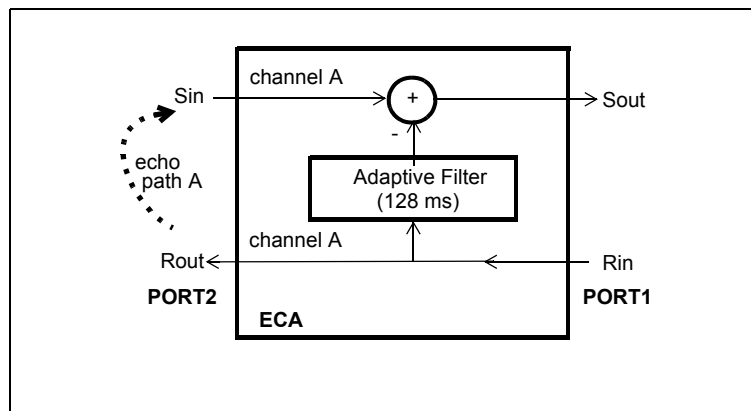 channel A
Sin
+
Sout
-
echo
path A
Adaptive Filter
(128 ms)
channel A
Rout
Rin
PORT2
PORT1
ECA